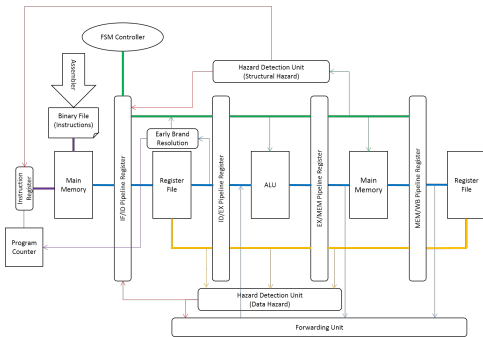 FSM Controller
Assembler
Hazard Detection Unit
(Structural Hazard)
Binary File
(Instructions)
Early Brand
Resolution
Instruction
Register
Main
Memory
IF/ID Pipeline Register
Register
File
ID/EX Pipeline Register
ALU
EX/MEM Pipeline Register
Main
Memory
MEM/WB Pipeline Register
Register
File
Program
Counter
Hazard Detection Unit
(Data Hazard)
Forwarding Unit